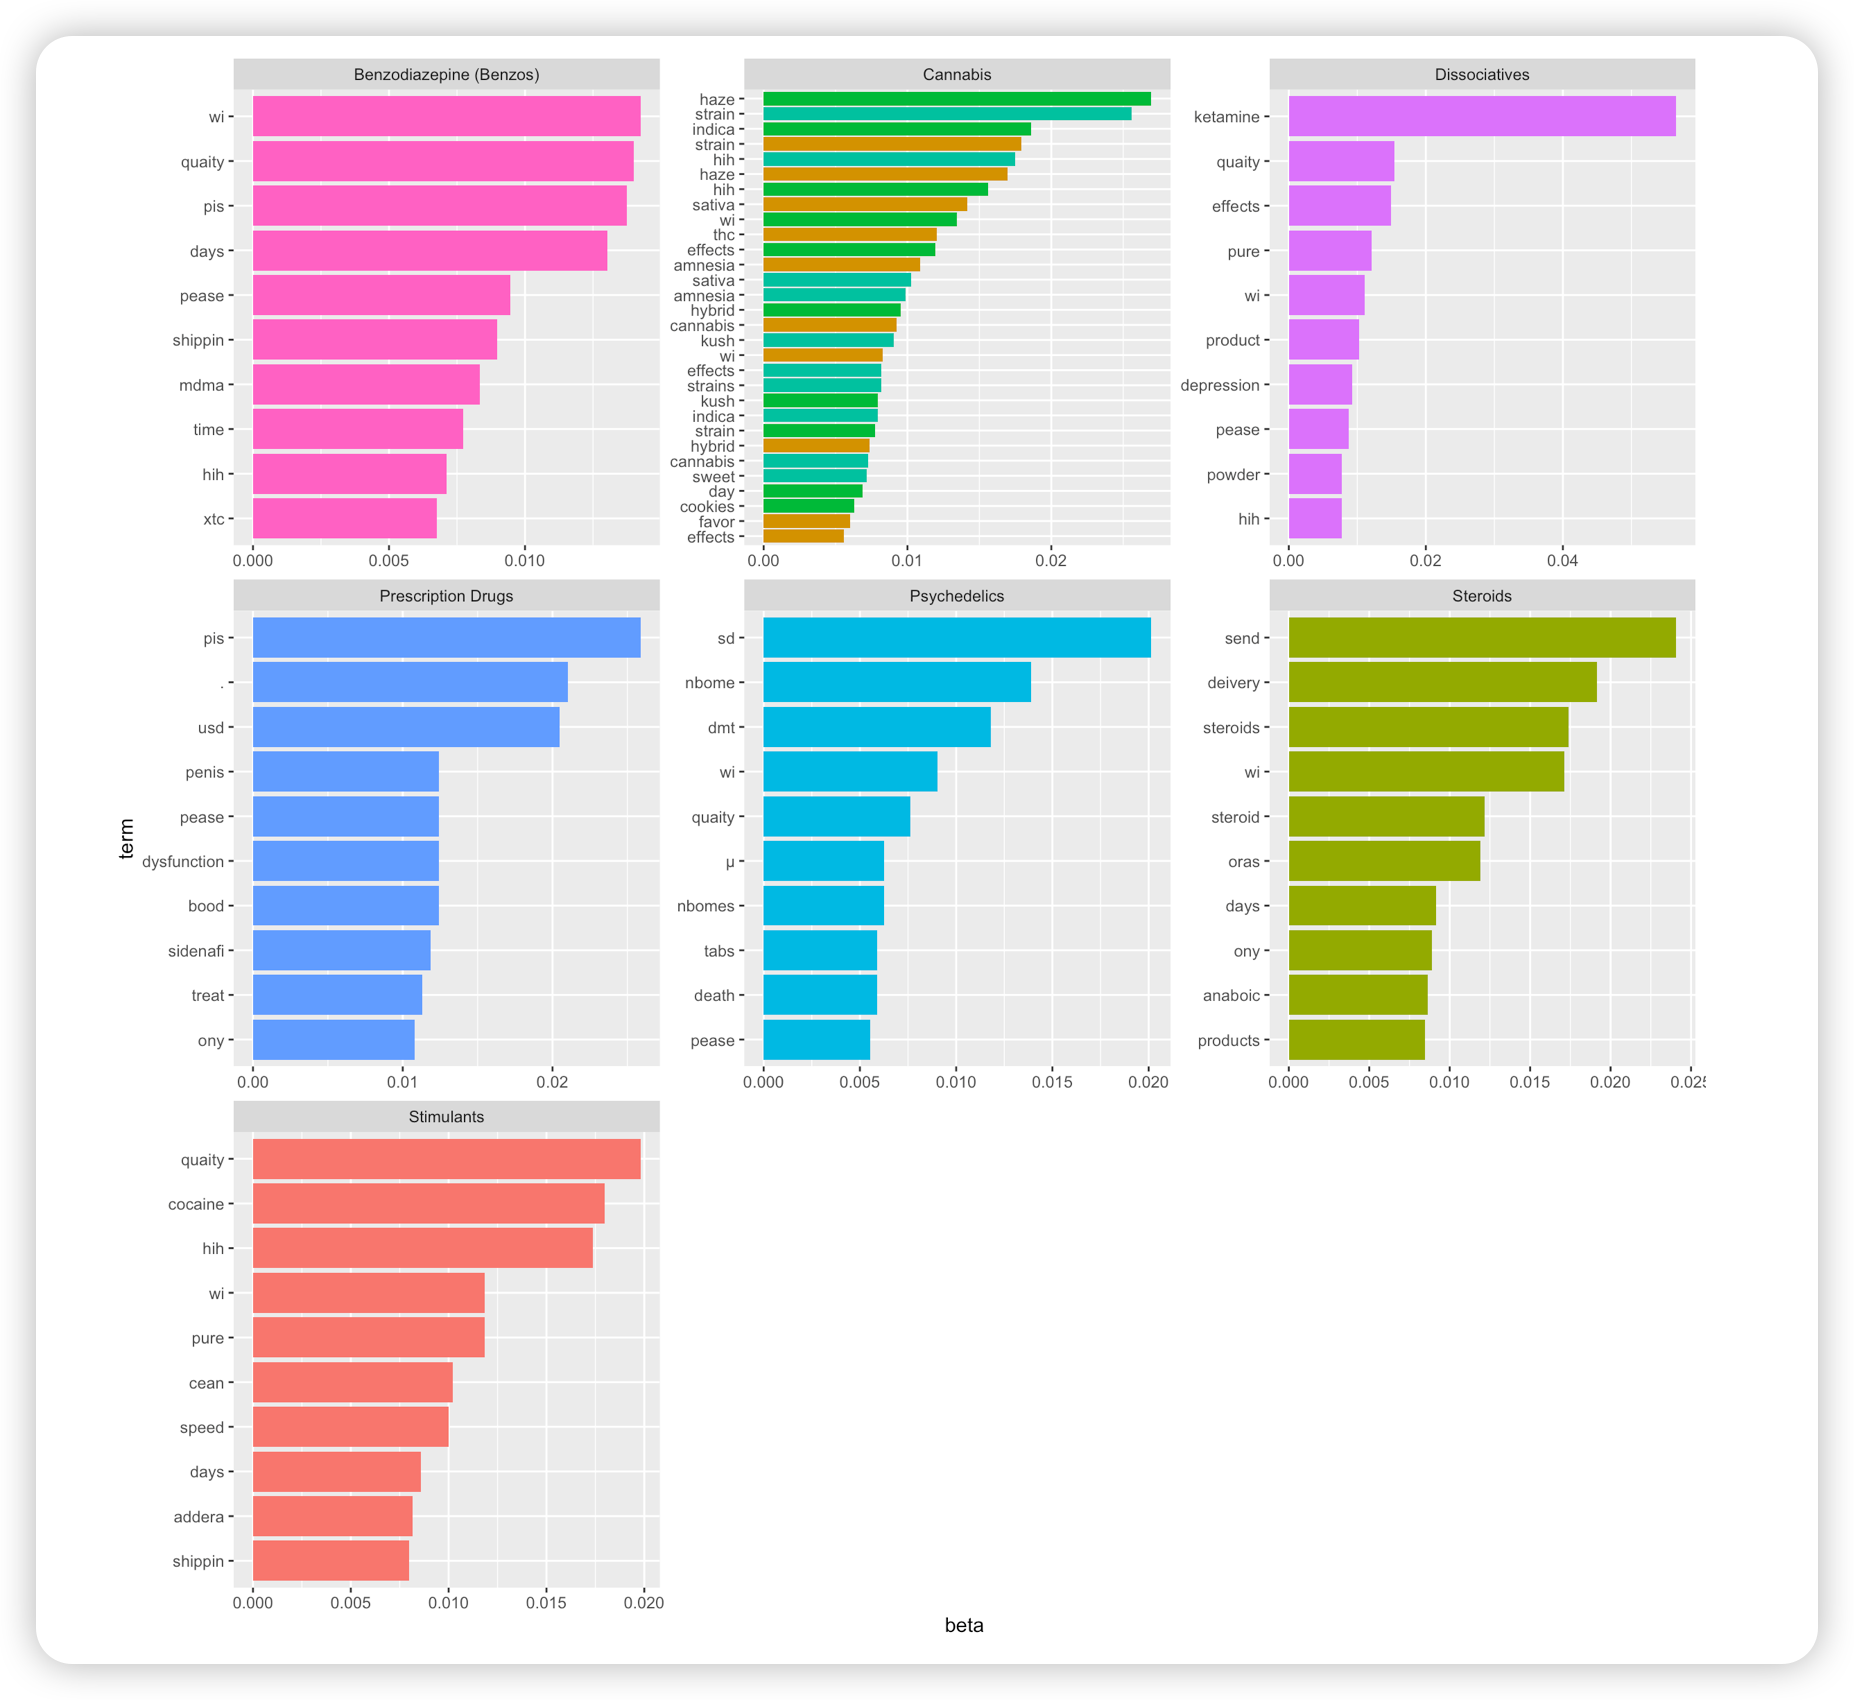 Benzodiazepine (Benzos)
wi
quaity
pis
days
pease
shippin
mdma
time
hih
xtc
0.000 0.005 0.010
Cannabis
haze
strain
indica
strain
hih
haze
hih
sativa
wi
thc
effects
amnesia
sativa
amnesia
hybrid
cannabis
kush
wi
effects
strains
kush
indica
strain
hybrid
cannabis
sweet
day
cookies
favor
effects
0.00 0.01 0.02
Dissociatives
ketamine
quaity
effects
pure
wi
product
depression
pease
powder
hih
0.00 0.02 0.04
term
Prescription Drugs
pis
.
usd
penis
pease
dysfunction
bood
sidenafi
treat
ony
0.00 0.01 0.02
Psychedelics
sd
nbome
dmt
wi
quaity
µ
nbomes
tabs
death
pease
0.000 0.005 0.010 0.015 0.020
Steroids
send
deivery
steroids
wi
steroid
oras
days
ony
anaboic
products
0.000 0.005 0.010 0.015 0.020 0.025
Stimulants
quaity
cocaine
hih
wi
pure
cean
speed
days
addera
shippin
0.000 0.005 0.010 0.015 0.020
beta